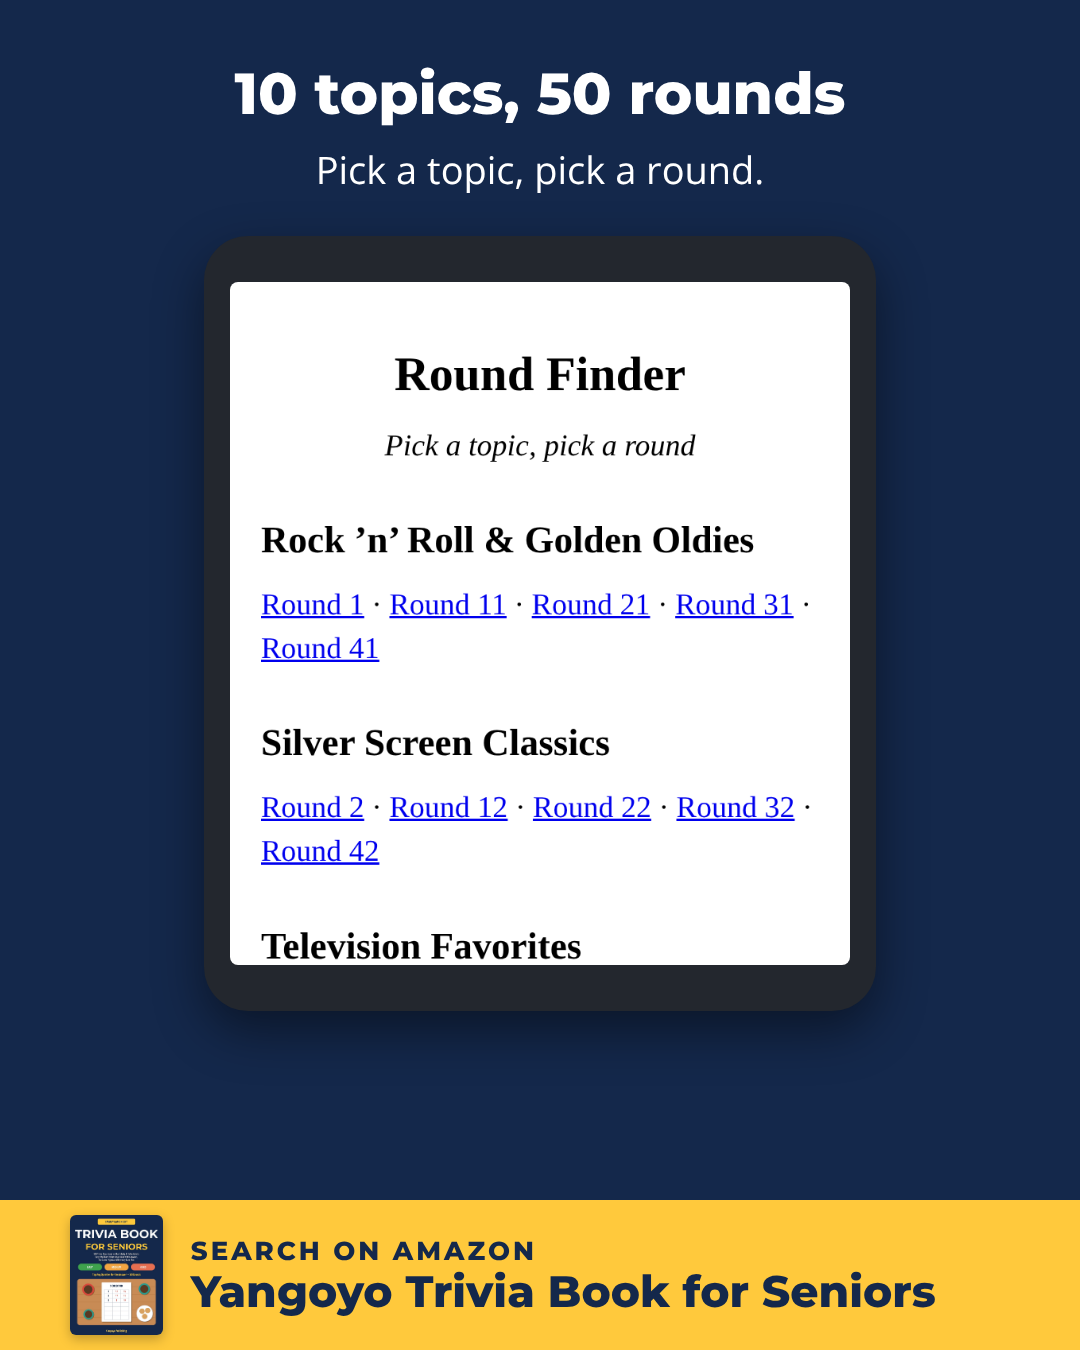 10 topics, 50 rounds
Pick a topic, pick a round.
Round Finder
Pick a topic, pick a round
Rock ’n’ Roll & Golden Oldies
Round 1 · Round 11 · Round 21 · Round 31 ·
Round 41
Silver Screen Classics
Round 2 · Round 12 · Round 22 · Round 32 ·
Round 42
Television Favorites
TRIVIA BOOK
FOR SENIORS
SEARCH ON AMAZON
Yangoyo Trivia Book for Seniors